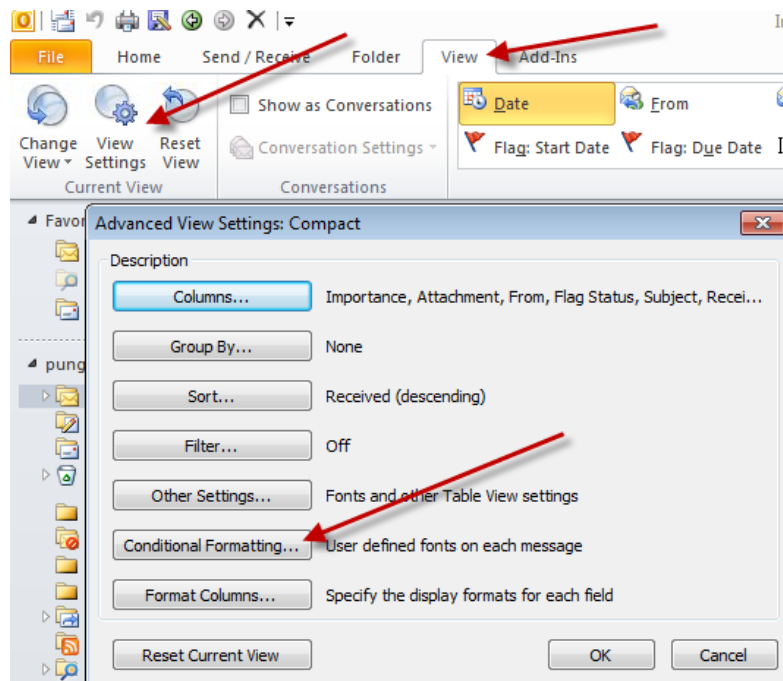 In
File Home Send / Receive Folder View Add-Ins
Change View View Settings Reset View
Show as Conversations
Conversation Settings
Date From
Flag: Start Date Flag: Due Date
Current View Conversations
Favor
pung
Advanced View Settings: Compact
Description
Columns... Importance, Attachment, From, Flag Status, Subject, Recei...
Group By... None
Sort... Received (descending)
Filter... Off
Other Settings... Fonts and other Table View settings
Conditional Formatting... User defined fonts on each message
Format Columns... Specify the display formats for each field
Reset Current View OK Cancel